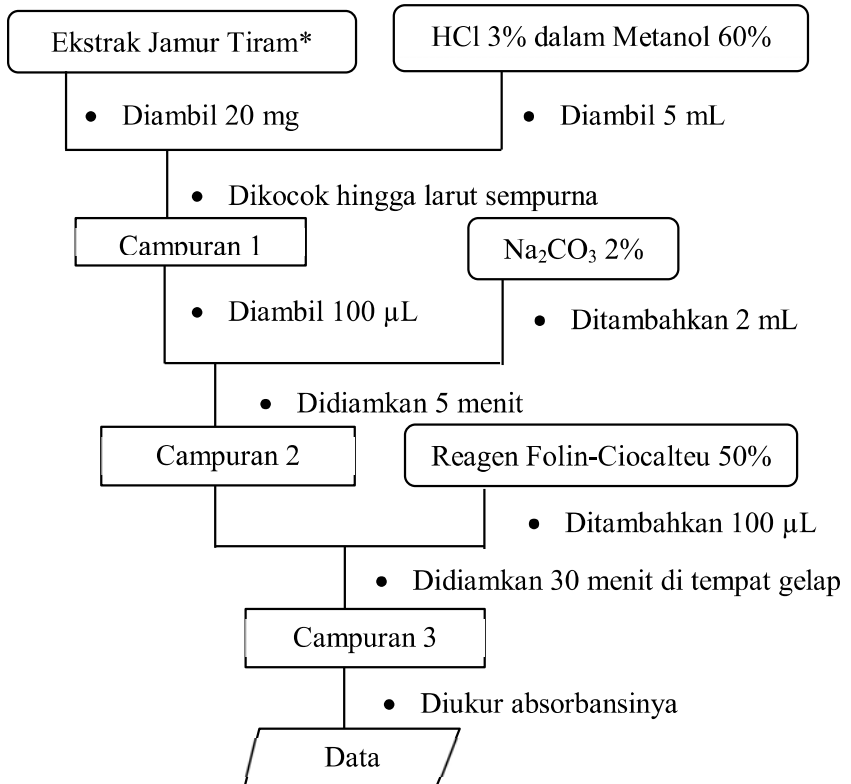 Ekstrak Jamur Tiram*
HCl 3% dalam Metanol 60%
• Diambil 20 mg
• Diambil 5 mL
• Dikocok hingga larut sempurna
Campuran 1
Na₂CO₃ 2%
• Diambil 100 µL
• Ditambahkan 2 mL
• Didiamkan 5 menit
Campuran 2
Reagen Folin-Ciocalteu 50%
• Ditambahkan 100 µL
• Didiamkan 30 menit di tempat gelap
Campuran 3
• Diukur absorbansinya
Data